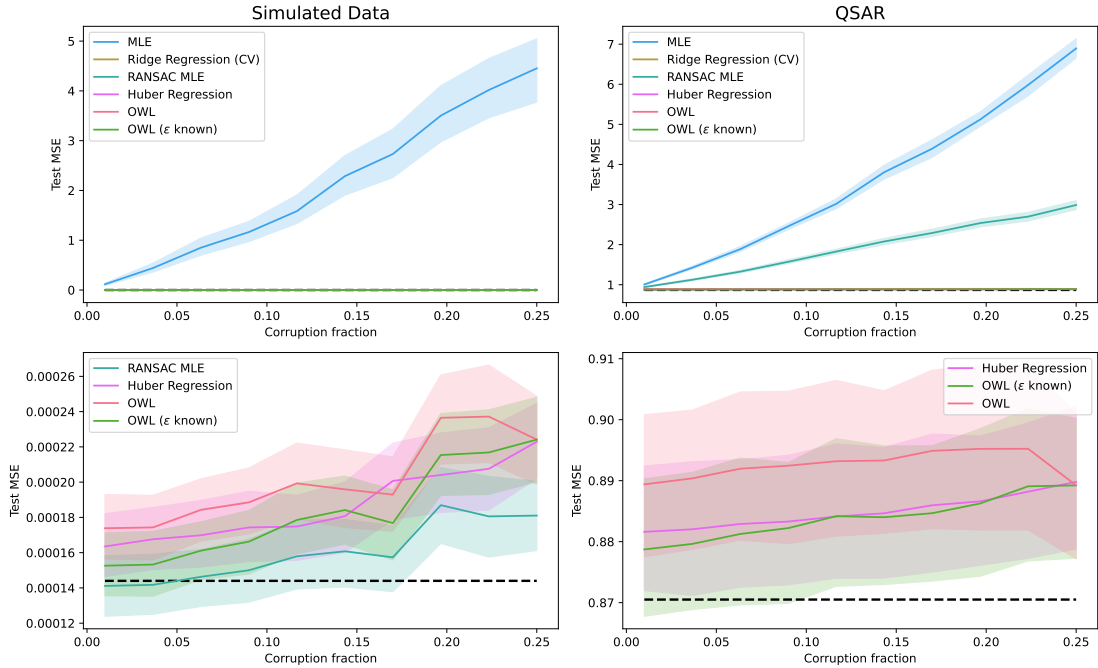 Simulated Data
Test MSE
5
4
3
2
1
0
MLE
Ridge Regression (CV)
RANSAC MLE
Huber Regression
OWL
OWL (ε known)
0.00 0.05 0.10 0.15 0.20 0.25
Corruption fraction
QSAR
Test MSE
7
6
5
4
3
2
1
MLE
Ridge Regression (CV)
RANSAC MLE
Huber Regression
OWL
OWL (ε known)
0.00 0.05 0.10 0.15 0.20 0.25
Corruption fraction
Test MSE
0.00026
0.00024
0.00022
0.00020
0.00018
0.00016
0.00014
0.00012
RANSAC MLE
Huber Regression
OWL
OWL (ε known)
0.00 0.05 0.10 0.15 0.20 0.25
Corruption fraction
Test MSE
0.91
0.90
0.89
0.88
0.87
Huber Regression
OWL (ε known)
OWL
0.00 0.05 0.10 0.15 0.20 0.25
Corruption fraction